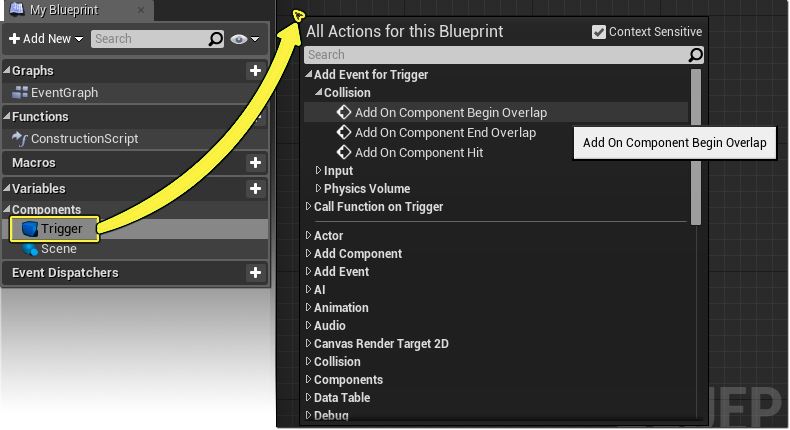 My Blueprint
Add New
Search
Graphs
EventGraph
Functions
ConstructionScript
Macros
Variables
Components
Trigger
Scene
Event Dispatchers
All Actions for this Blueprint
Context Sensitive
Search
Add Event for Trigger
Collision
Add On Component Begin Overlap
Add On Component End Overlap
Add On Component Hit
Add On Component Begin Overlap
Input
Physics Volume
Call Function on Trigger
Actor
Add Component
Add Event
AI
Animation
Audio
Canvas Render Target 2D
Collision
Components
Data Table
Debug